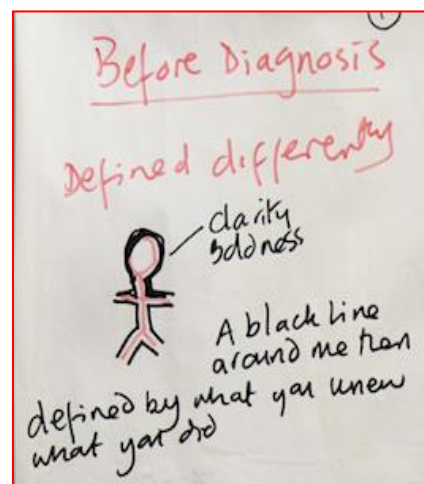 Before Diagnosis
Defined differently
clarity
boldness
A black line
around me then
defined by what you knew
what you did